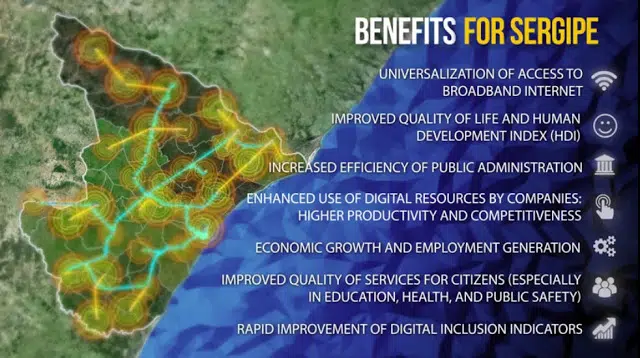 BENEFITS FOR SERGIPE
UNIVERSALIZATION OF ACCESS TO
BROADBAND INTERNET
IMPROVED QUALITY OF LIFE AND HUMAN
DEVELOPMENT INDEX (HDI)
INCREASED EFFICIENCY OF PUBLIC ADMINISTRATION
ENHANCED USE OF DIGITAL RESOURCES BY COMPANIES:
HIGHER PRODUCTIVITY AND COMPETITIVENESS
ECONOMIC GROWTH AND EMPLOYMENT GENERATION
IMPROVED QUALITY OF SERVICES FOR CITIZENS (ESPECIALLY
IN EDUCATION, HEALTH, AND PUBLIC SAFETY)
RAPID IMPROVEMENT OF DIGITAL INCLUSION INDICATORS